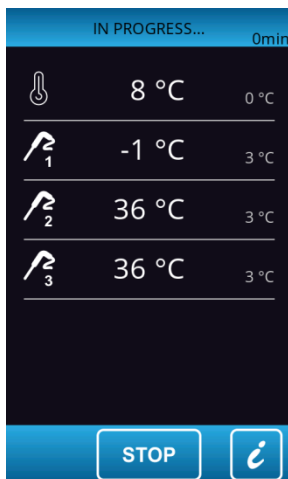 IN PROGRESS...
0min
8 °C
0 °C
1
-1 °C
3 °C
2
36 °C
3 °C
3
36 °C
3 °C
STOP
i